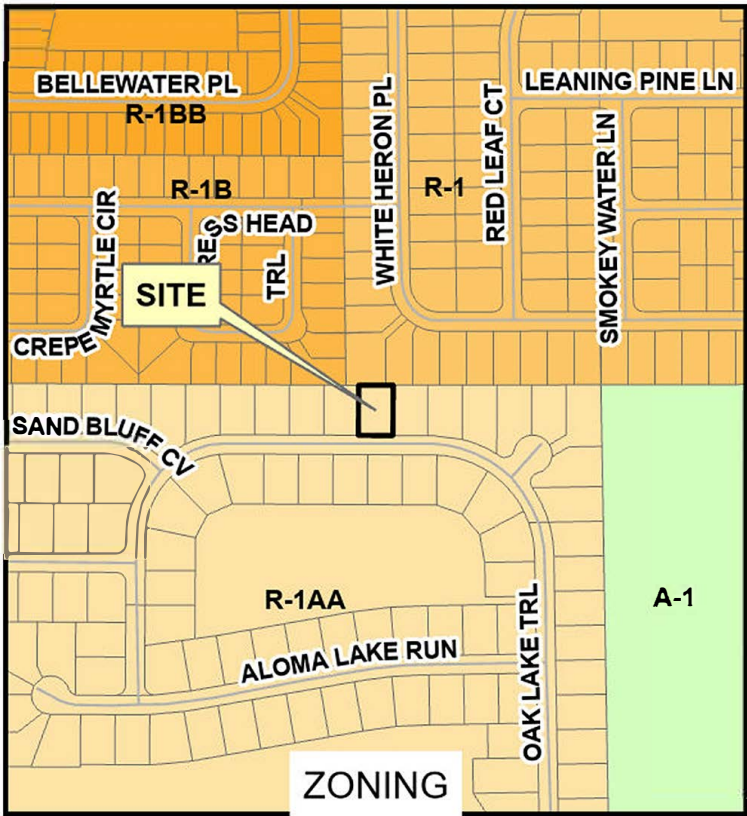 BELLEWATER PL
R-1BB
LEANING PINE LN
WHITE HERON PL
R-1
RED LEAF CT
SMOKEY WATER LN
R-1B
CREPE MYRTLE CIR
RESS HEAD TRL
SITE
SAND BLUFF CV
R-1AA
A-1
ALOMA LAKE RUN
OAK LAKE TRL
ZONING